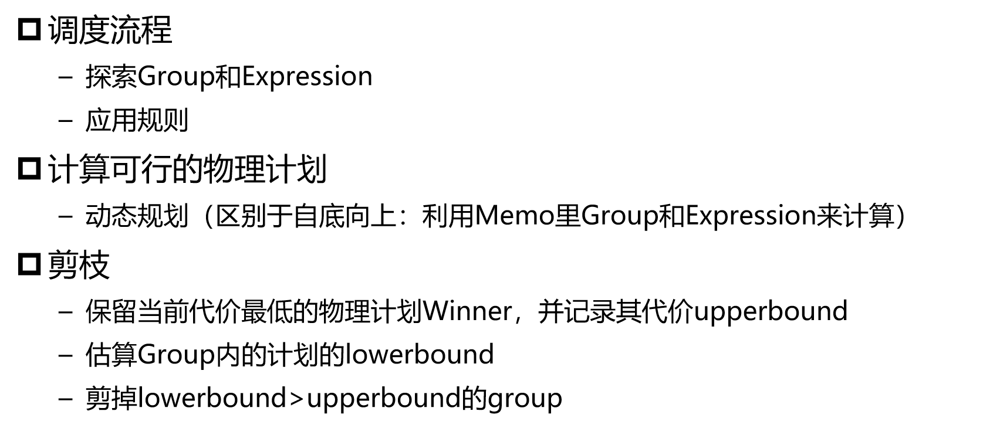 调度流程
– 探索Group和Expression
– 应用规则
计算可行的物理计划
– 动态规划（区别于自底向上：利用Memo里Group和Expression来计算）
剪枝
– 保留当前代价最低的物理计划Winner，并记录其代价upperbound
– 估算Group内的计划的lowerbound
– 剪掉lowerbound>upperbound的group